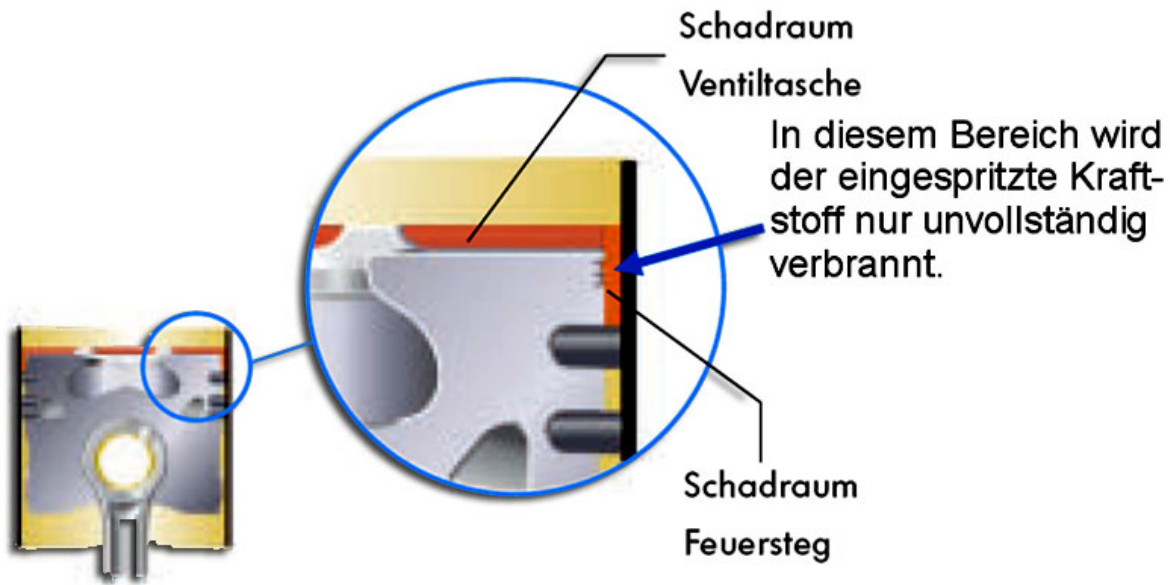 Schadraum
Ventiltasche
In diesem Bereich wird
der eingespritzte Kraft-
stoff nur unvollständig
verbrannt.
Schadraum
Feuersteg